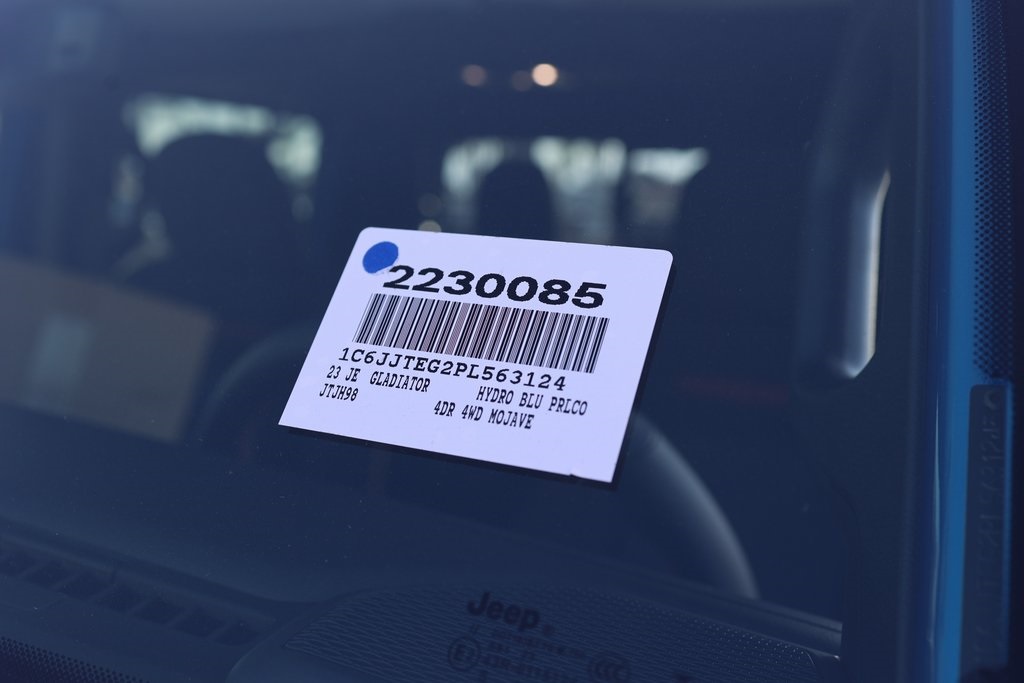 2230085
1C6JJTEG2PL563124
23 JE GLADIATOR HYDRO BLU PRLCO
JTJH98 4DR 4WD MOJAVE
Jeep